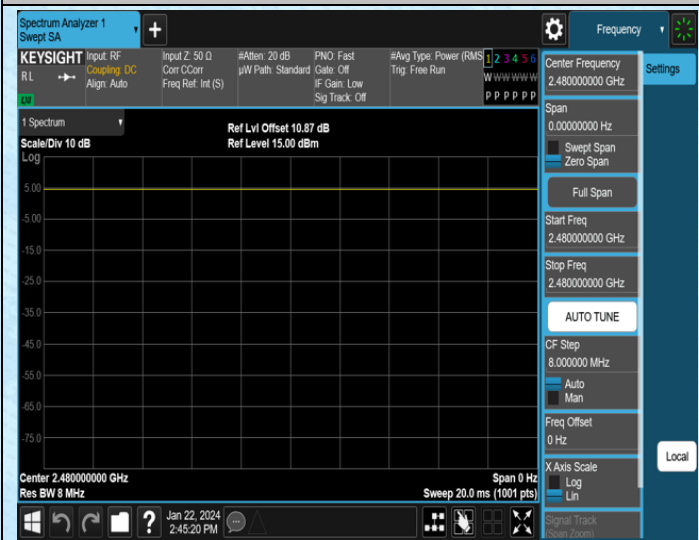 Spectrum Analyzer 1
Swept SA
Frequency
KEYSIGHT
R L
LXI
Input: RF
Coupling: DC
Align: Auto
Input Z: 50 Ω
Corr CCorr
Freq Ref: Int (S)
#Atten: 20 dB
µW Path: Standard
PNO: Fast
Gate: Off
IF Gain: Low
Sig Track: Off
#Avg Type: Power (RMS
Trig: Free Run
1 2 3 4 5 6
W W W W W W
P P P P P P
1 Spectrum
Scale/Div 10 dB
Log
Ref Lvl Offset 10.87 dB
Ref Level 15.00 dBm
5.00
-5.00
-15.0
-25.0
-35.0
-45.0
-55.0
-65.0
-75.0
Center 2.480000000 GHz
Res BW 8 MHz
Span 0 Hz
Sweep 20.0 ms (1001 pts)
?
Jan 22, 2024
2:45:20 PM
Center Frequency
2.480000000 GHz
Span
0.00000000 Hz
Swept Span
Zero Span
Full Span
Start Freq
2.480000000 GHz
Stop Freq
2.480000000 GHz
AUTO TUNE
CF Step
8.000000 MHz
Auto
Man
Freq Offset
0 Hz
X Axis Scale
Log
Lin
Signal Track
(Span Zoom)
Settings
Local